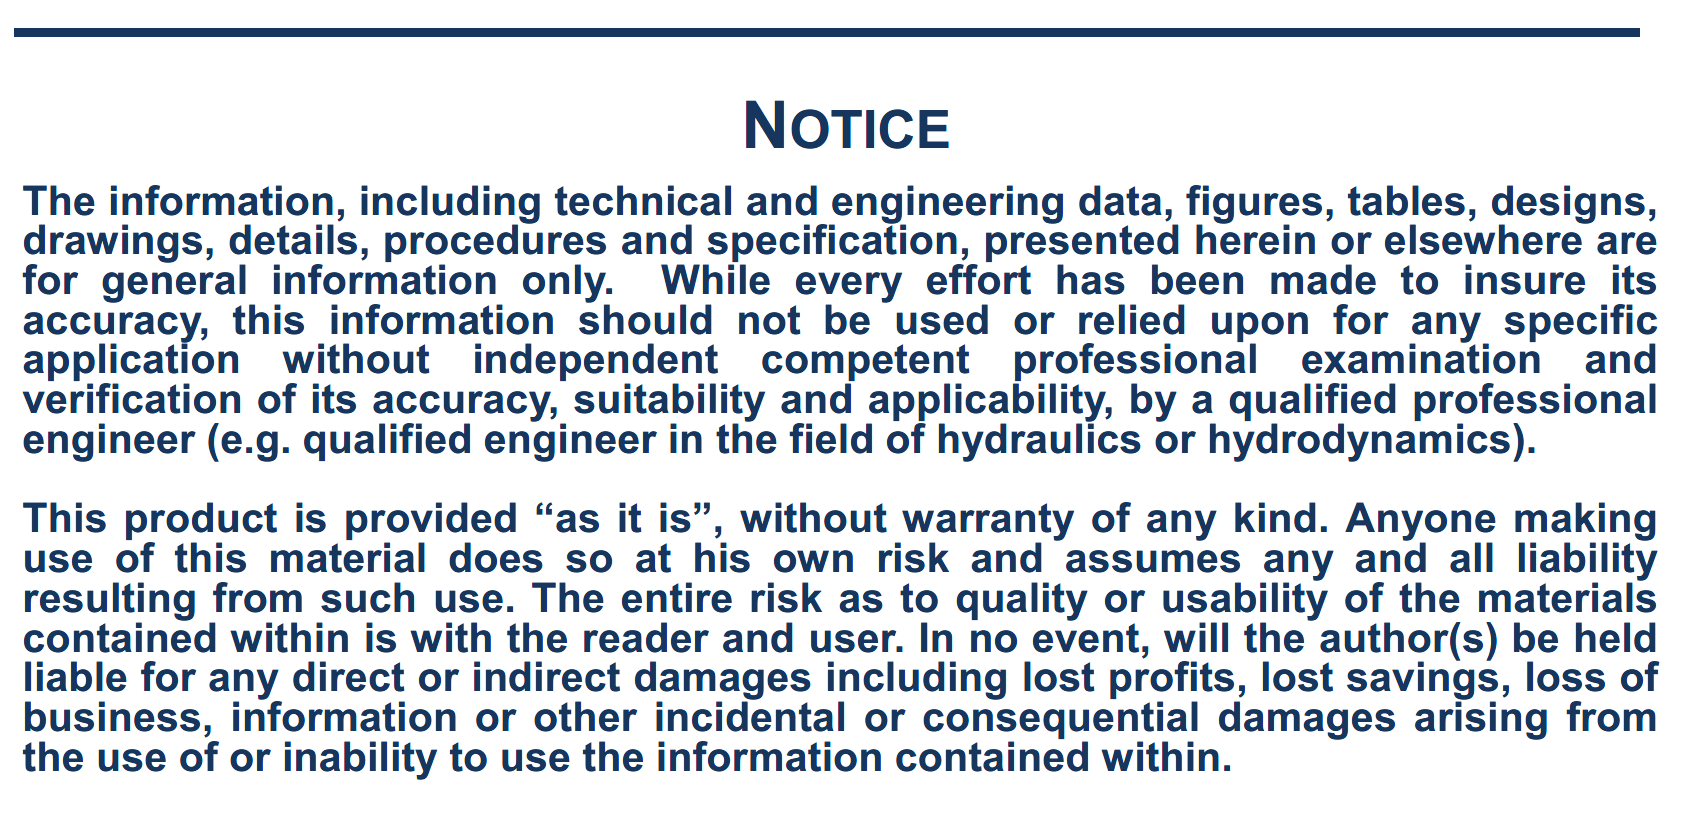 NOTICE
The information, including technical and engineering data, figures, tables, designs,
drawings, details, procedures and specification, presented herein or elsewhere are
for general information only.  While every effort has been made to insure its
accuracy, this information should not be used or relied upon for any specific
application without independent competent professional examination and
verification of its accuracy, suitability and applicability, by a qualified professional
engineer (e.g. qualified engineer in the field of hydraulics or hydrodynamics).
This product is provided “as it is”, without warranty of any kind. Anyone making
use of this material does so at his own risk and assumes any and all liability
resulting from such use. The entire risk as to quality or usability of the materials
contained within is with the reader and user. In no event, will the author(s) be held
liable for any direct or indirect damages including lost profits, lost savings, loss of
business, information or other incidental or consequential damages arising from
the use of or inability to use the information contained within.